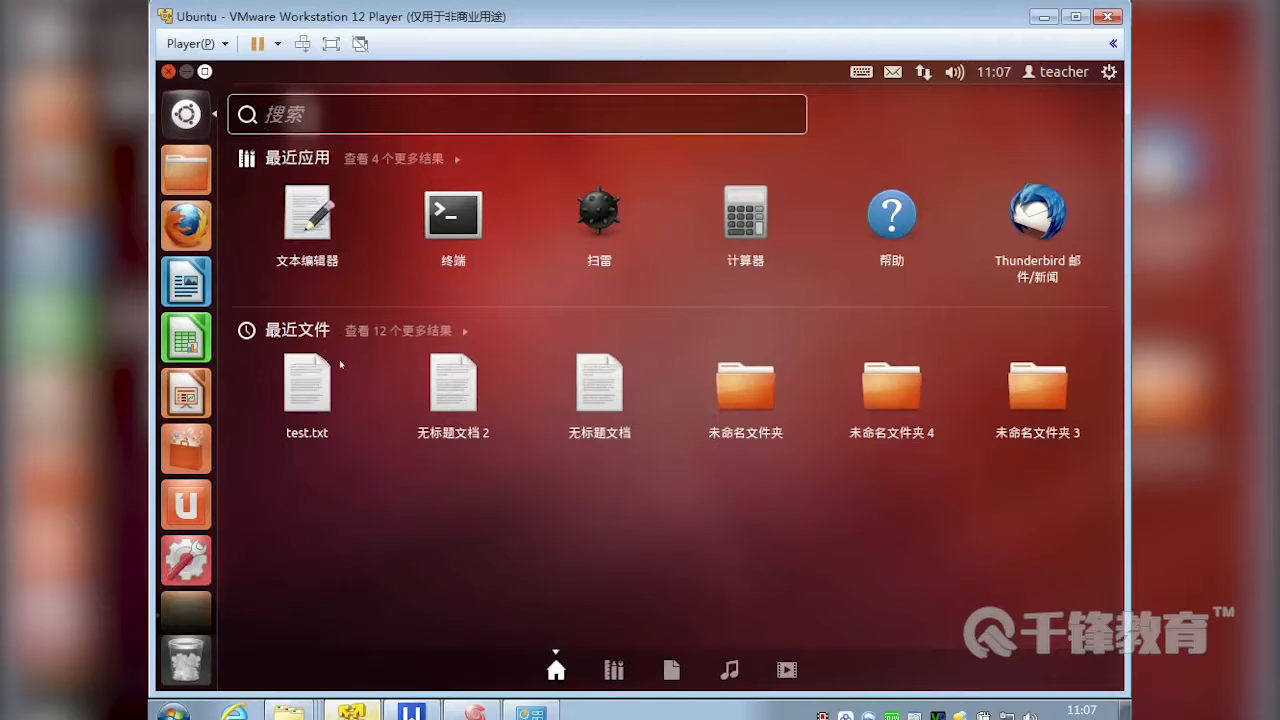 Ubuntu - VMware Workstation 12 Player (仅用于非商业用途)
Player(P)
11:07
teacher
搜索
最近应用
查看 4 个更多结果
文本编辑器
终端
扫雷
计算器
帮助
Thunderbird 邮
件/新闻
最近文件
查看 12 个更多结果
test.txt
无标题文档 2
无标题文档
未命名文件夹
未命名文件夹 4
未命名文件夹 3
千锋教育™
11:07